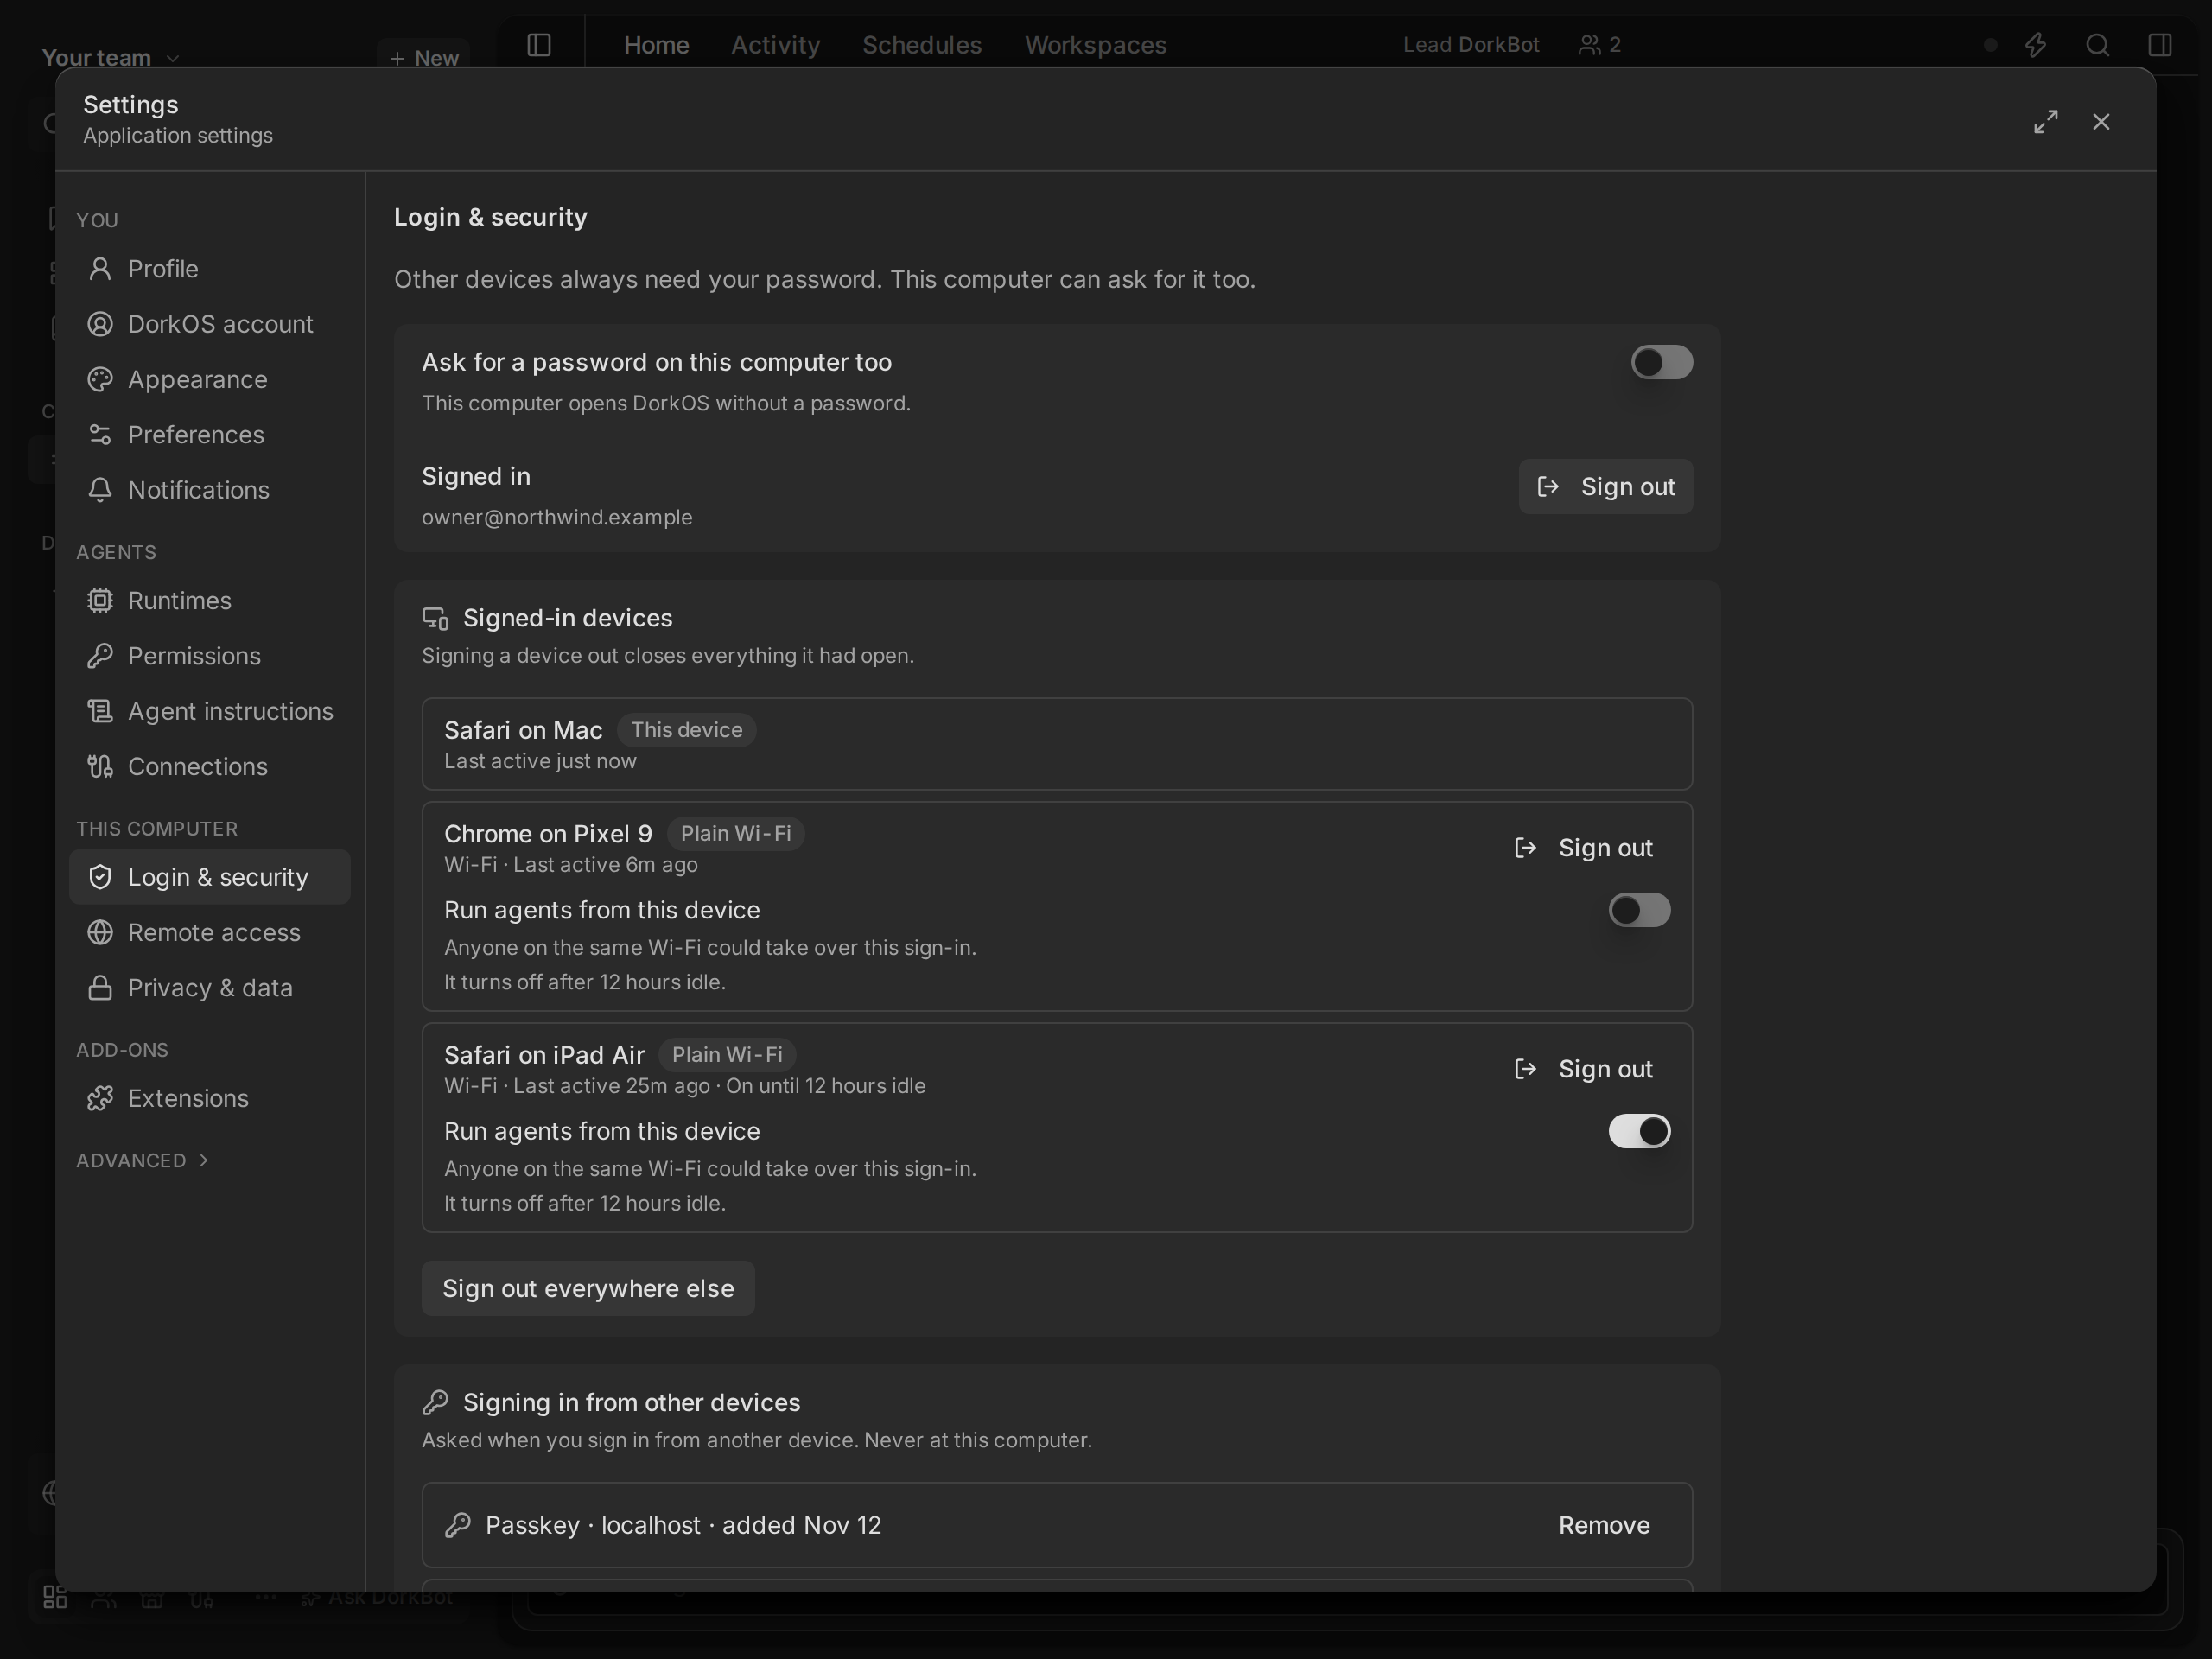 Your team
New
Home
Activity
Schedules
Workspaces
Lead DorkBot
2
Settings
Application settings
YOU
Profile
DorkOS account
Appearance
Preferences
Notifications
AGENTS
Runtimes
Permissions
Agent instructions
Connections
THIS COMPUTER
Login & security
Remote access
Privacy & data
ADD-ONS
Extensions
ADVANCED
Login & security
Other devices always need your password. This computer can ask for it too.
Ask for a password on this computer too
This computer opens DorkOS without a password.
Signed in
owner@northwind.example
Sign out
Signed-in devices
Signing a device out closes everything it had open.
Safari on Mac This device
Last active just now
Chrome on Pixel 9 Plain Wi-Fi
Wi-Fi · Last active 6m ago
Sign out
Run agents from this device
Anyone on the same Wi-Fi could take over this sign-in.
It turns off after 12 hours idle.
Safari on iPad Air Plain Wi-Fi
Wi-Fi · Last active 25m ago · On until 12 hours idle
Sign out
Run agents from this device
Anyone on the same Wi-Fi could take over this sign-in.
It turns off after 12 hours idle.
Sign out everywhere else
Signing in from other devices
Asked when you sign in from another device. Never at this computer.
Passkey · localhost · added Nov 12
Remove
Ask DorkBot